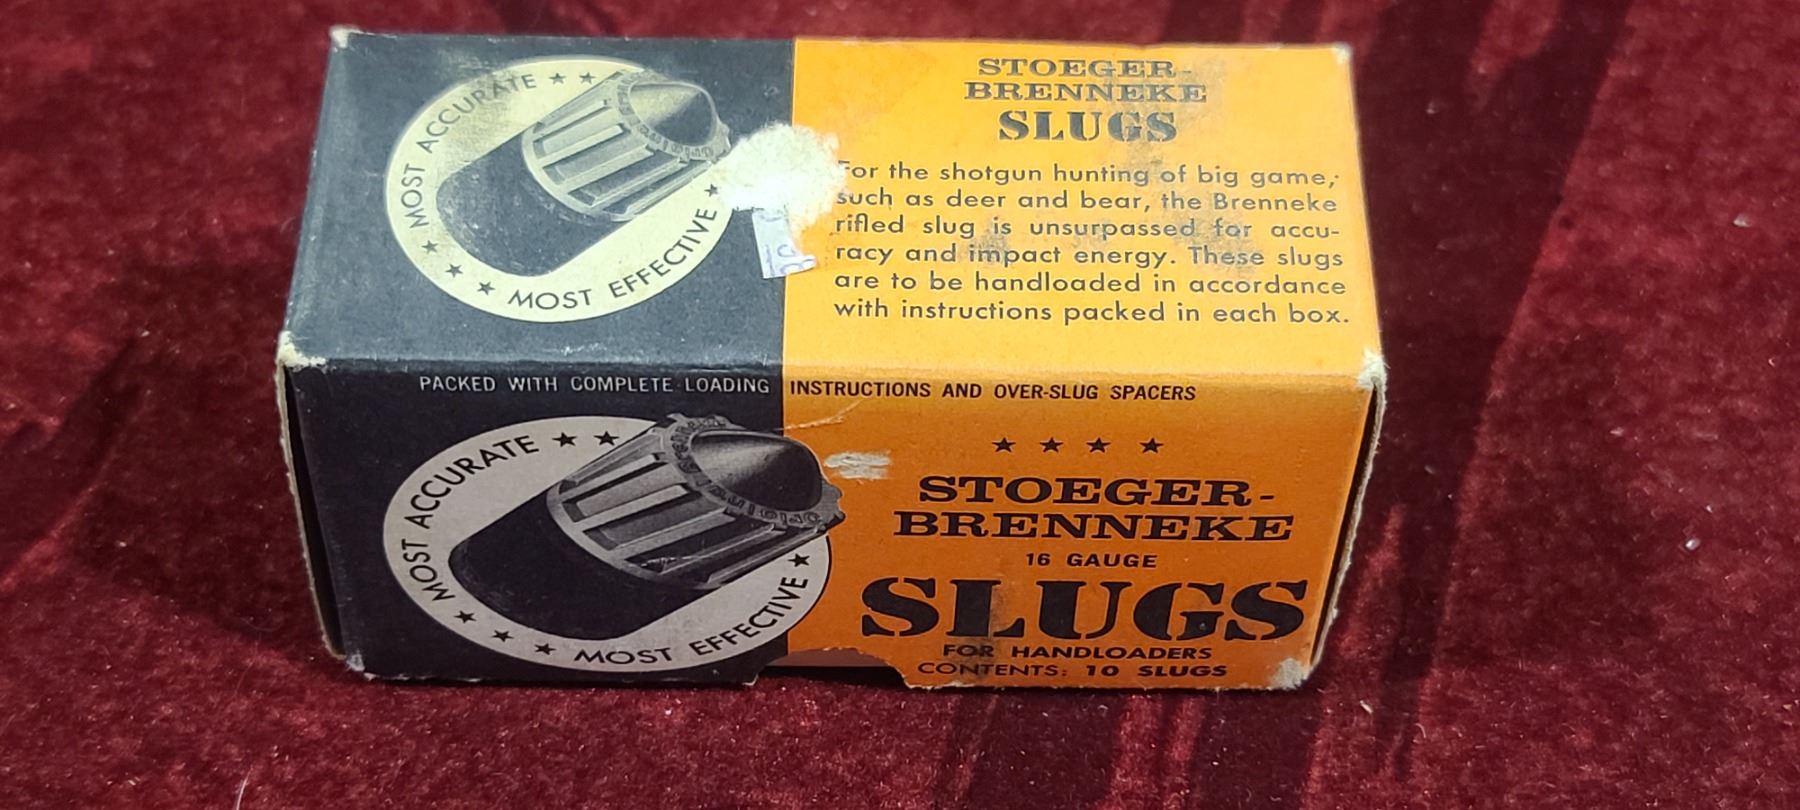 MOST ACCURATE ★ ★
★ ★ ★ MOST EFFECTIVE ★
STOEGER-
BRENNEKE
SLUGS
For the shotgun hunting of big game,
such as deer and bear, the Brenneke
rifled slug is unsurpassed for accu-
racy and impact energy. These slugs
are to be handloaded in accordance
with instructions packed in each box.
PACKED WITH COMPLETE LOADING INSTRUCTIONS AND OVER-SLUG SPACERS
MOST ACCURATE ★ ★
★ ★ ★ MOST EFFECTIVE ★
★ ★ ★ ★
STOEGER-
BRENNEKE
16 GAUGE
SLUGS
FOR HANDLOADERS
CONTENTS: 10 SLUGS